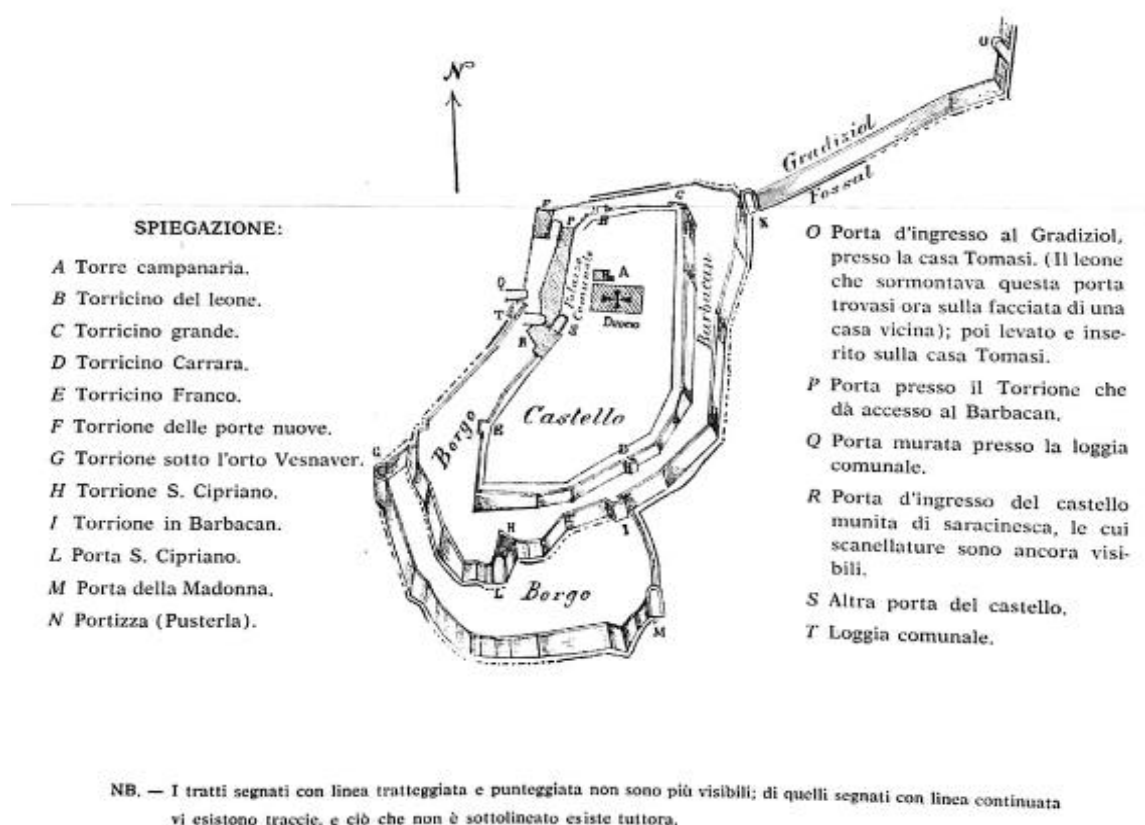 N
Gradiziol
Fossal
SPIEGAZIONE:
A Torre campanaria.
B Torricino del leone.
C Torricino grande.
D Torricino Carrara.
E Torricino Franco.
F Torrione delle porte nuove.
G Torrione sotto l'orto Vesnaver.
H Torrione S. Cipriano.
I Torrione in Barbacan.
L Porta S. Cipriano.
M Porta della Madonna.
N Portizza (Pusterla).
F
P
B
C
N
Q
T
R
S
Palazzo
Comunale
A
Duomo
Barbacan
Borgo
E
Castello
D
G
H
I
L
Borgo
M
O
O Porta d'ingresso al Gradiziol,
presso la casa Tomasi. (Il leone
che sormontava questa porta
trovasi ora sulla facciata di una
casa vicina); poi levato e inse-
rito sulla casa Tomasi.
P Porta presso il Torrione che
dà accesso al Barbacan.
Q Porta murata presso la loggia
comunale.
R Porta d'ingresso del castello
munita di saracinesca, le cui
scanellature sono ancora visi-
bili.
S Altra porta del castello.
T Loggia comunale.
NB. — I tratti segnati con linea tratteggiata e punteggiata non sono più visibili; di quelli segnati con linea continuata
vi esistono traccie, e ciò che non è sottolineato esiste tuttora.